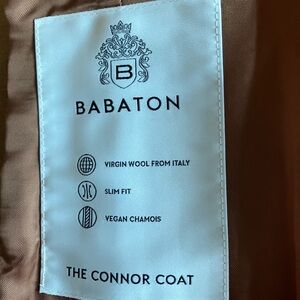 B
BABATON
VIRGIN WOOL FROM ITALY
SLIM FIT
VEGAN CHAMOIS
THE CONNOR COAT